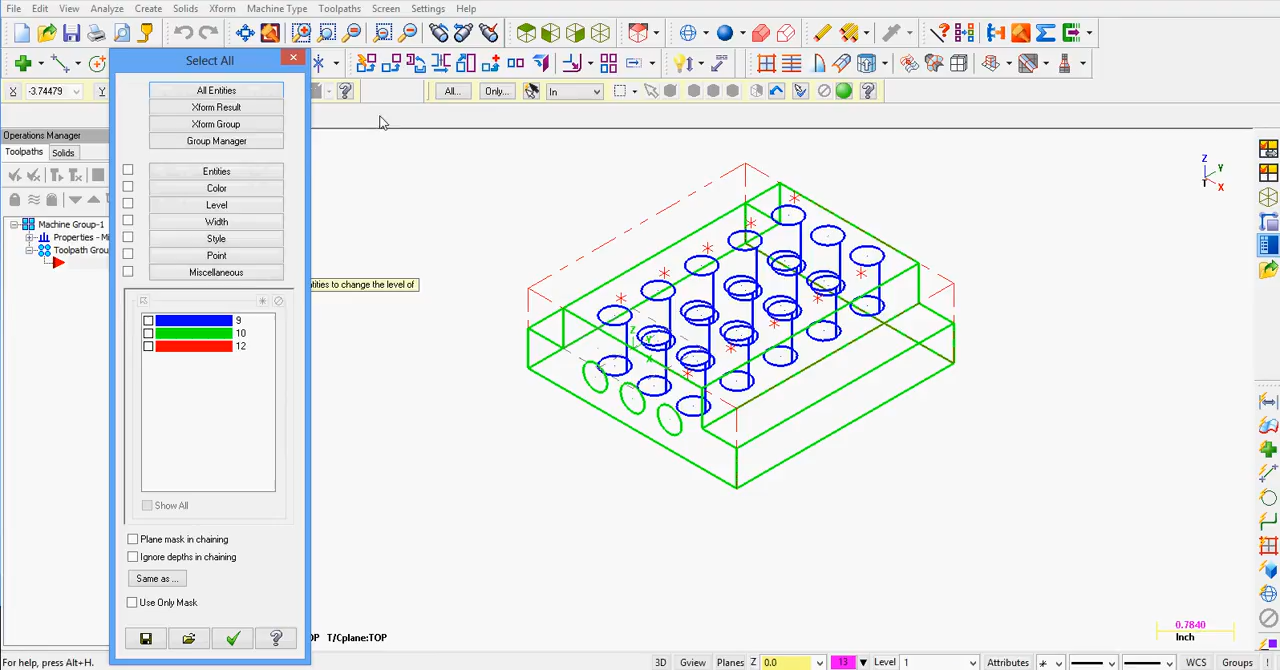 File Edit View Analyze Create Solids Xform Machine Type Toolpaths Screen Settings Help
Select All
X -3.74479 Y
All... Only... In
All Entities
Xform Result
Xform Group
Group Manager
Operations Manager
Toolpaths Solids
Entities
Color
Level
Width
Style
Point
Miscellaneous
Machine Group-1
Properties - Mi
Toolpath Grou
ntities to change the level of
9
10
12
Show All
Plane mask in chaining
Ignore depths in chaining
Same as ...
Use Only Mask
Z
Y
T X
Z
Y
X
OP T/Cplane:TOP
0.7840
Inch
For help, press Alt+H.
3D Gview Planes Z 0.0 13 Level 1 Attributes WCS Groups